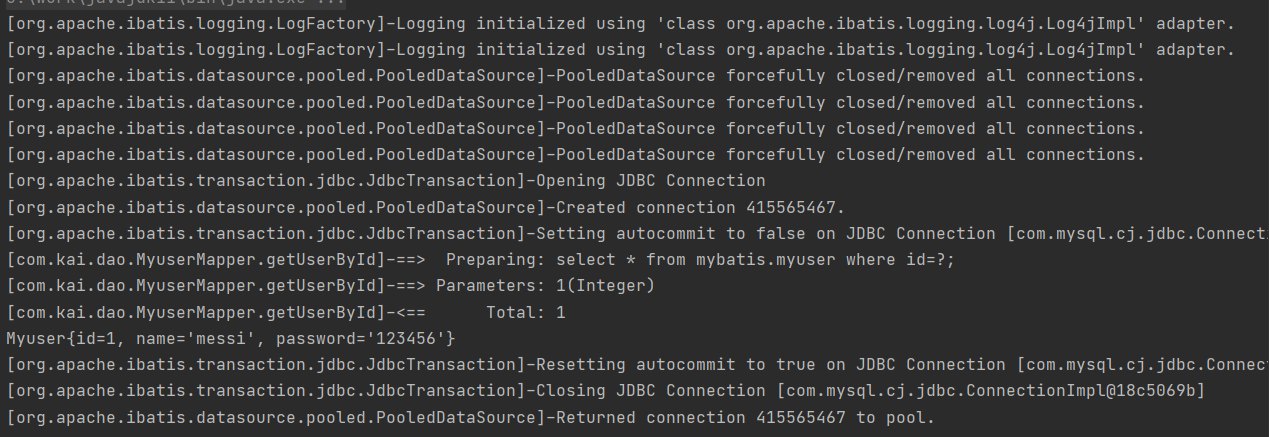 [org.apache.ibatis.logging.LogFactory]-Logging initialized using 'class org.apache.ibatis.logging.log4j.Log4jImpl' adapter.
[org.apache.ibatis.logging.LogFactory]-Logging initialized using 'class org.apache.ibatis.logging.log4j.Log4jImpl' adapter.
[org.apache.ibatis.datasource.pooled.PooledDataSource]-PooledDataSource forcefully closed/removed all connections.
[org.apache.ibatis.datasource.pooled.PooledDataSource]-PooledDataSource forcefully closed/removed all connections.
[org.apache.ibatis.datasource.pooled.PooledDataSource]-PooledDataSource forcefully closed/removed all connections.
[org.apache.ibatis.datasource.pooled.PooledDataSource]-PooledDataSource forcefully closed/removed all connections.
[org.apache.ibatis.transaction.jdbc.JdbcTransaction]-Opening JDBC Connection
[org.apache.ibatis.datasource.pooled.PooledDataSource]-Created connection 415565467.
[org.apache.ibatis.transaction.jdbc.JdbcTransaction]-Setting autocommit to false on JDBC Connection [com.mysql.cj.jdbc.Connecti
[com.kai.dao.MyuserMapper.getUserById]-==>  Preparing: select * from mybatis.myuser where id=?;
[com.kai.dao.MyuserMapper.getUserById]-==> Parameters: 1(Integer)
[com.kai.dao.MyuserMapper.getUserById]-<==      Total: 1
Myuser{id=1, name='messi', password='123456'}
[org.apache.ibatis.transaction.jdbc.JdbcTransaction]-Resetting autocommit to true on JDBC Connection [com.mysql.cj.jdbc.Connect
[org.apache.ibatis.transaction.jdbc.JdbcTransaction]-Closing JDBC Connection [com.mysql.cj.jdbc.ConnectionImpl@18c5069b]
[org.apache.ibatis.datasource.pooled.PooledDataSource]-Returned connection 415565467 to pool.